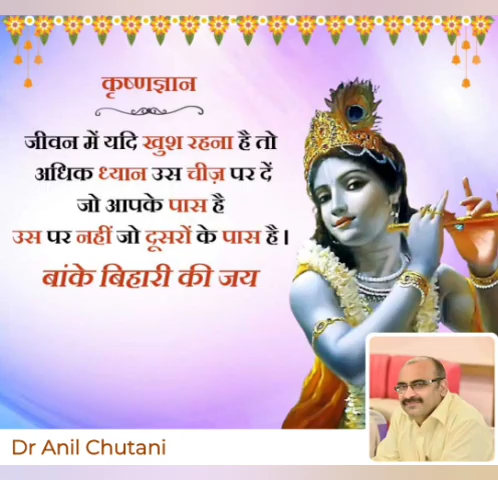 कृष्णज्ञान
जीवन में यदि खुश रहना है तो
अधिक ध्यान उस चीज़ पर दें
जो आपके पास है
उस पर नहीं जो दूसरों के पास है।
बांके बिहारी की जय
Dr Anil Chutani